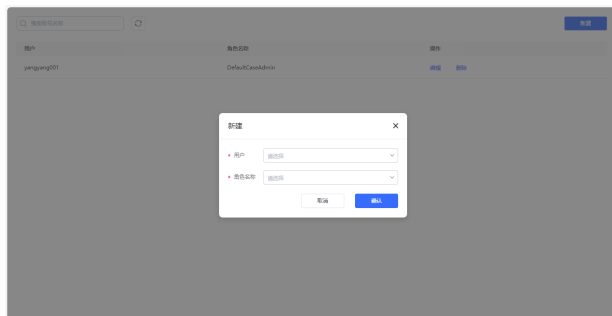 新建
用户 角色名称 操作
yangyang001 DefaultCaseAdmin 编辑 删除
新建
* 用户 请选择
* 角色名称 请选择
取消 确认